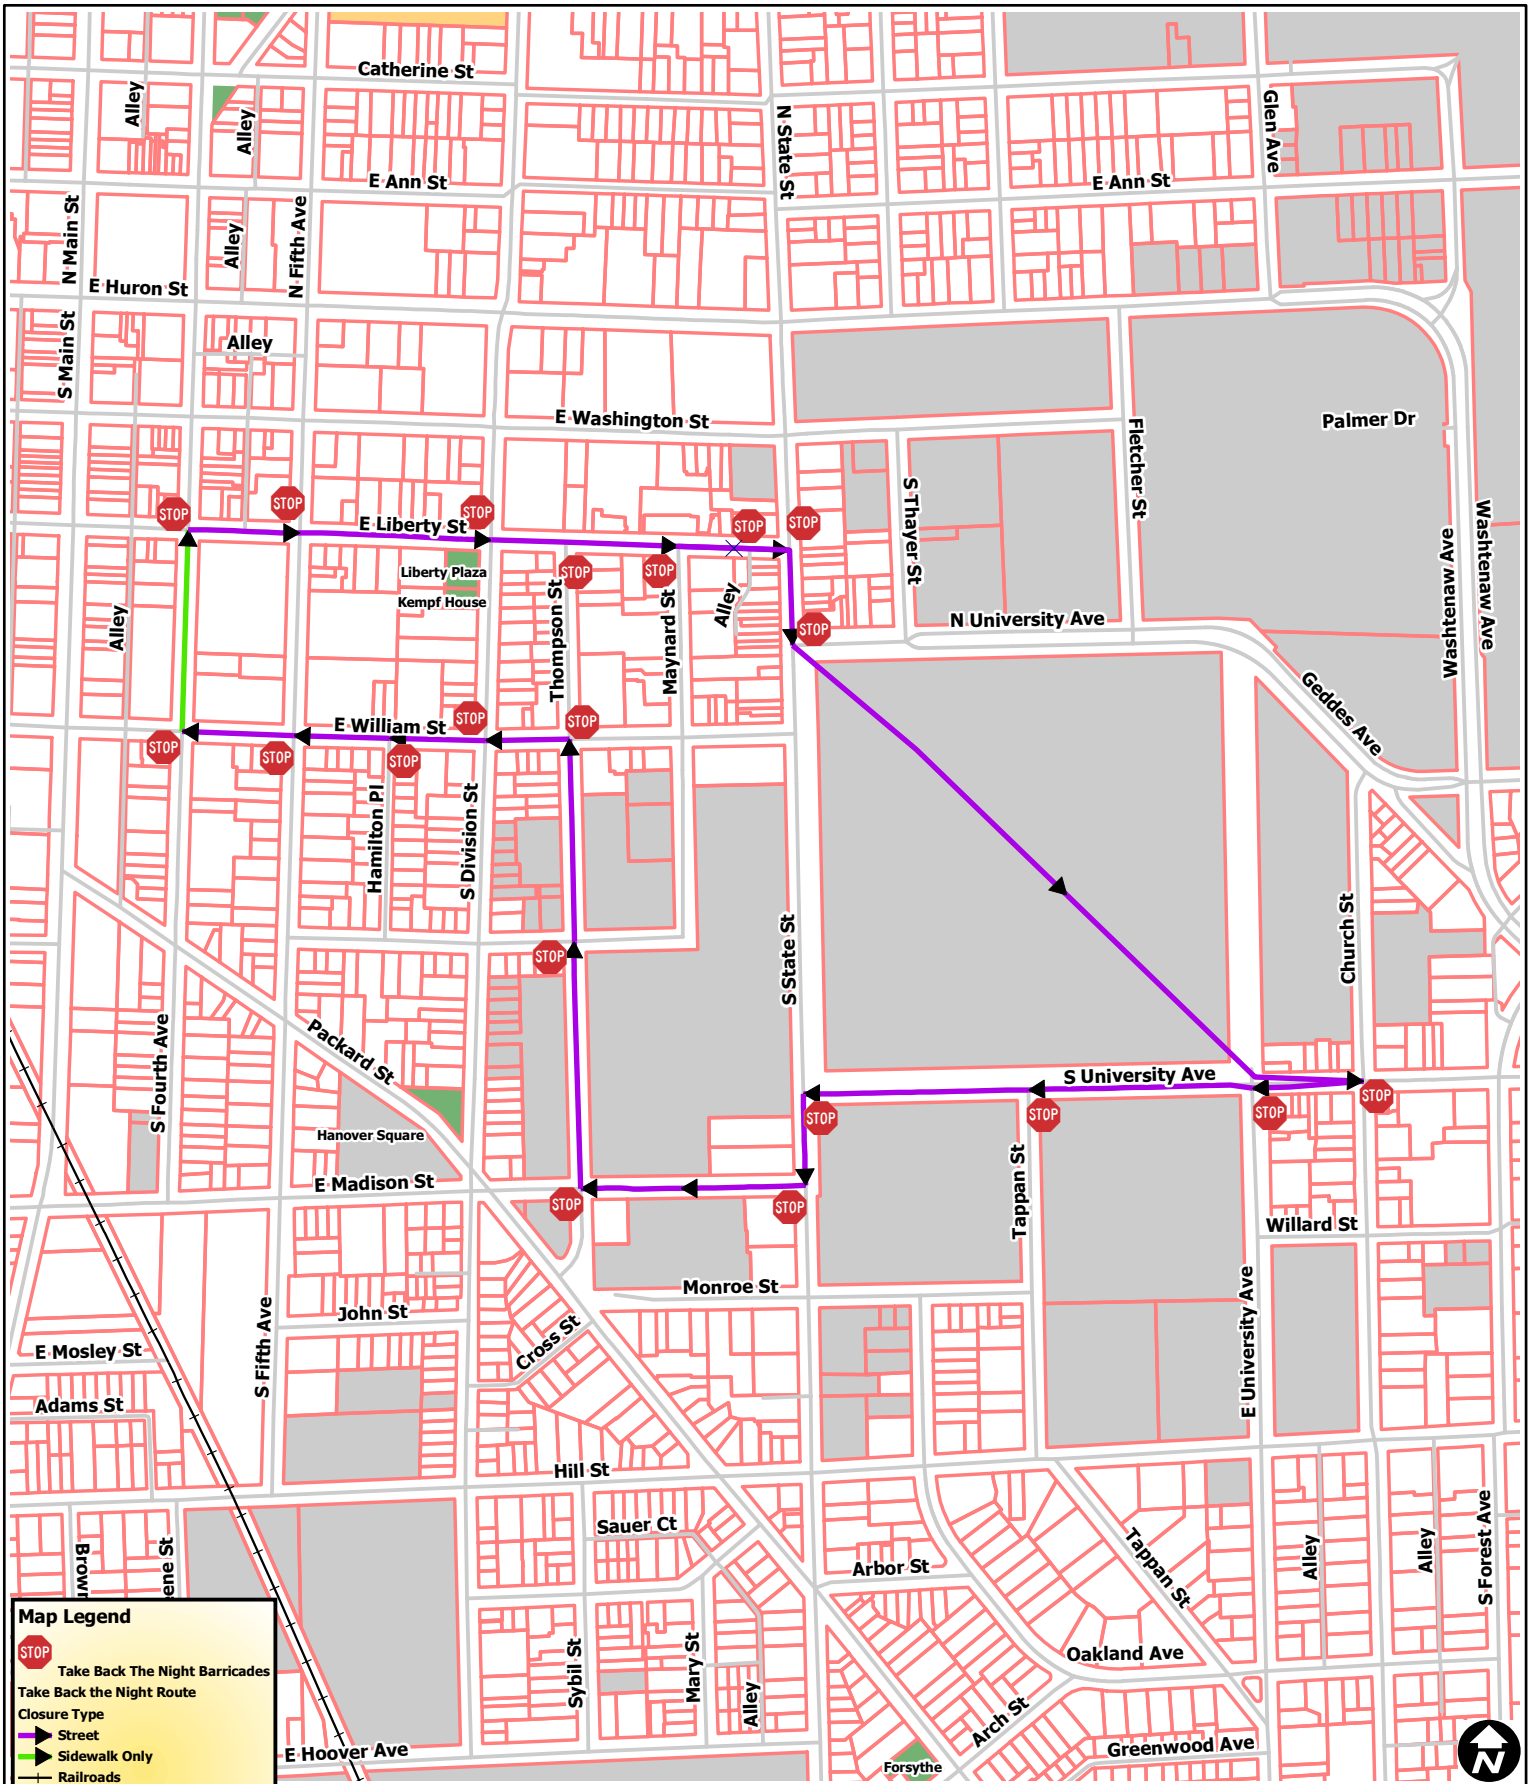 Catherine St
Alley
Alley
N State St
Glen Ave
E Ann St
E Ann St
N Main St
Alley
N Fifth Ave
E Huron St
S Main St
Alley
E Washington St
Palmer Dr
Fletcher St
S Thayer St
Washtenaw Ave
Washtenaw Ave
STOP
STOP
STOP
STOP
STOP
E Liberty St
Liberty Plaza
STOP
STOP
Kempf House
Alley
Thompson St
Maynard St
Alley
N University Ave
STOP
Geddes Ave
E William St
STOP
STOP
STOP
STOP
STOP
Hamilton Pl
S Division St
S State St
Church St
STOP
S Fourth Ave
Packard St
S University Ave
STOP
STOP
STOP
STOP
Hanover Square
E Madison St
STOP
STOP
Tappan St
Willard St
Monroe St
E University Ave
John St
S Fifth Ave
Cross St
E Mosley St
Adams St
Hill St
Sauer Ct
Brown
ene St
Arbor St
Tappan St
Alley
Alley
S Forest Ave
Sybil St
Mary St
Alley
Oakland Ave
Arch St
Greenwood Ave
E Hoover Ave
Forsythe
Map Legend
STOP
Take Back The Night Barricades
Take Back the Night Route
Closure Type
Street
Sidewalk Only
Railroads
N